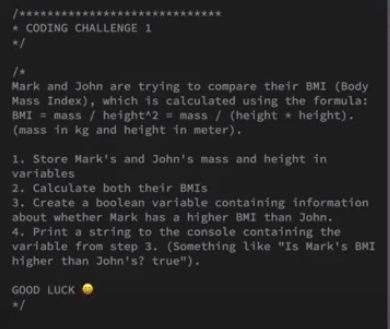 /*****************************
* CODING CHALLENGE 1
*/
/*
Mark and John are trying to compare their BMI (Body
Mass Index), which is calculated using the formula:
BMI = mass / height^2 = mass / (height * height).
(mass in kg and height in meter).
1. Store Mark's and John's mass and height in
variables
2. Calculate both their BMIs
3. Create a boolean variable containing information
about whether Mark has a higher BMI than John.
4. Print a string to the console containing the
variable from step 3. (Something like "Is Mark's BMI
higher than John's? true").
GOOD LUCK 😀
*/